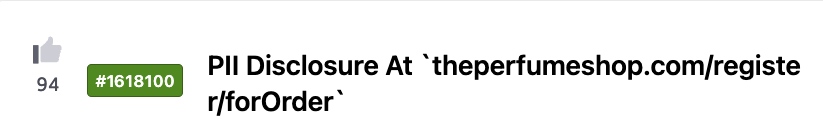 94
#1618100
PII Disclosure At `theperfumeshop.com/registe
r/forOrder`